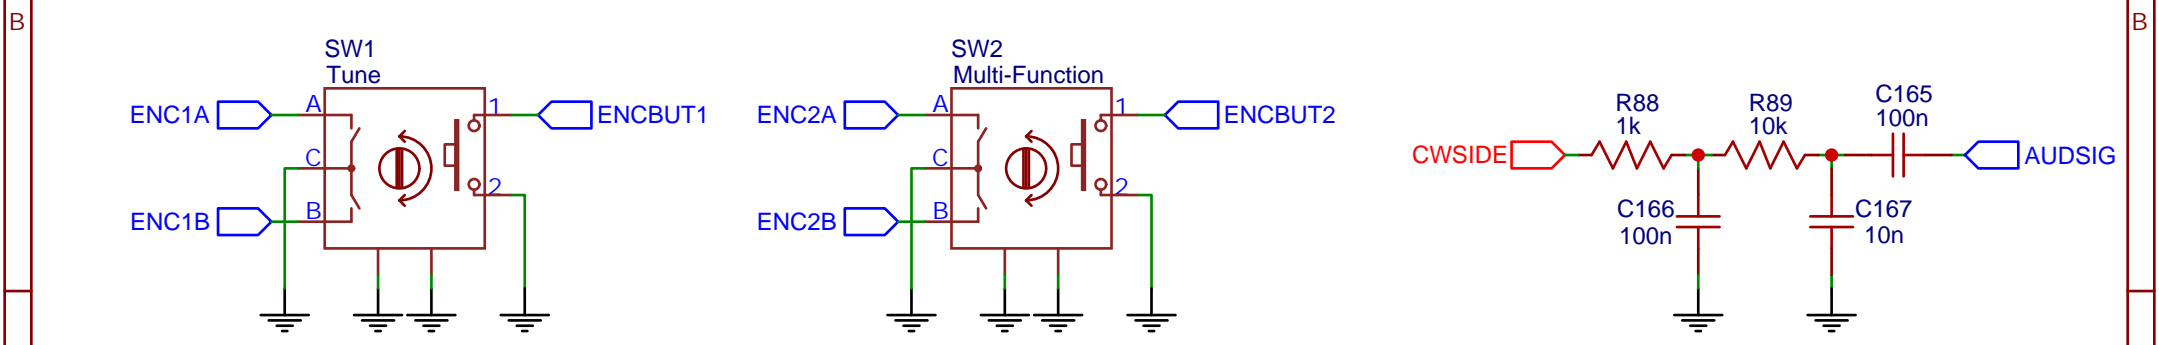 B
SW1
Tune
ENC1A
A
1
ENCBUT1
C
ENC1B
B
2
SW2
Multi-Function
ENC2A
A
1
ENCBUT2
C
ENC2B
B
2
CWSIDE
R88
1k
R89
10k
C165
100n
AUDSIG
C166
100n
C167
10n
B